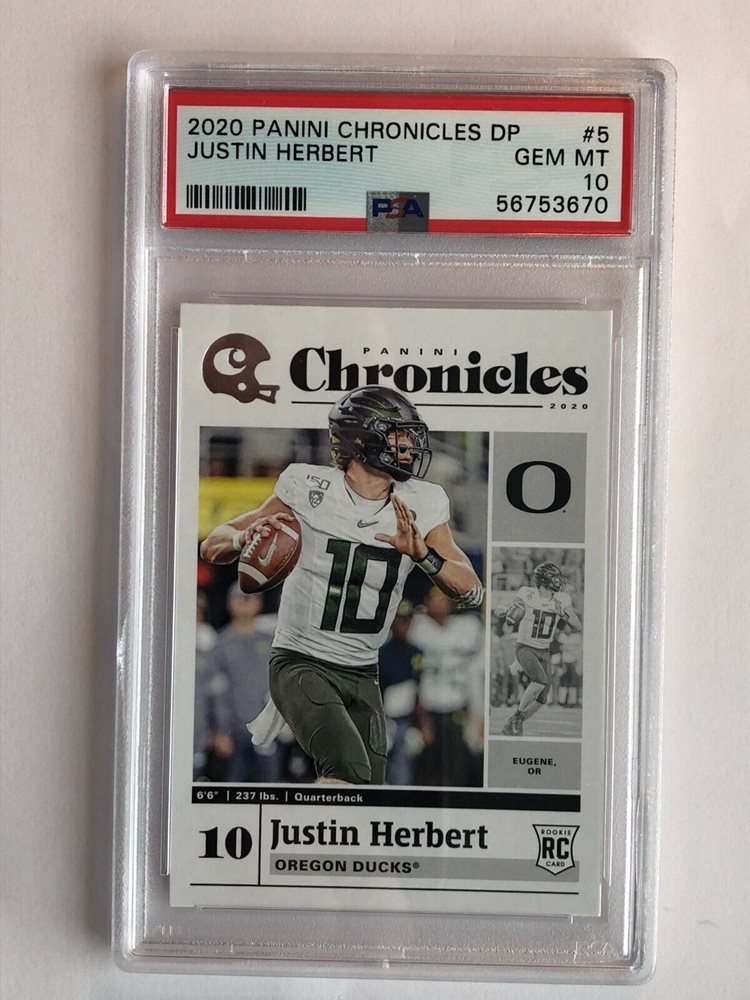 2020 PANINI CHRONICLES DP #5
JUSTIN HERBERT GEM MT
10
PSA 56753670
PANINI
Chronicles
2020
O
150
10
10
EUGENE,
OR
6'6" | 237 lbs. | Quarterback
10 Justin Herbert
OREGON DUCKS®
ROOKIE
RC
CARD